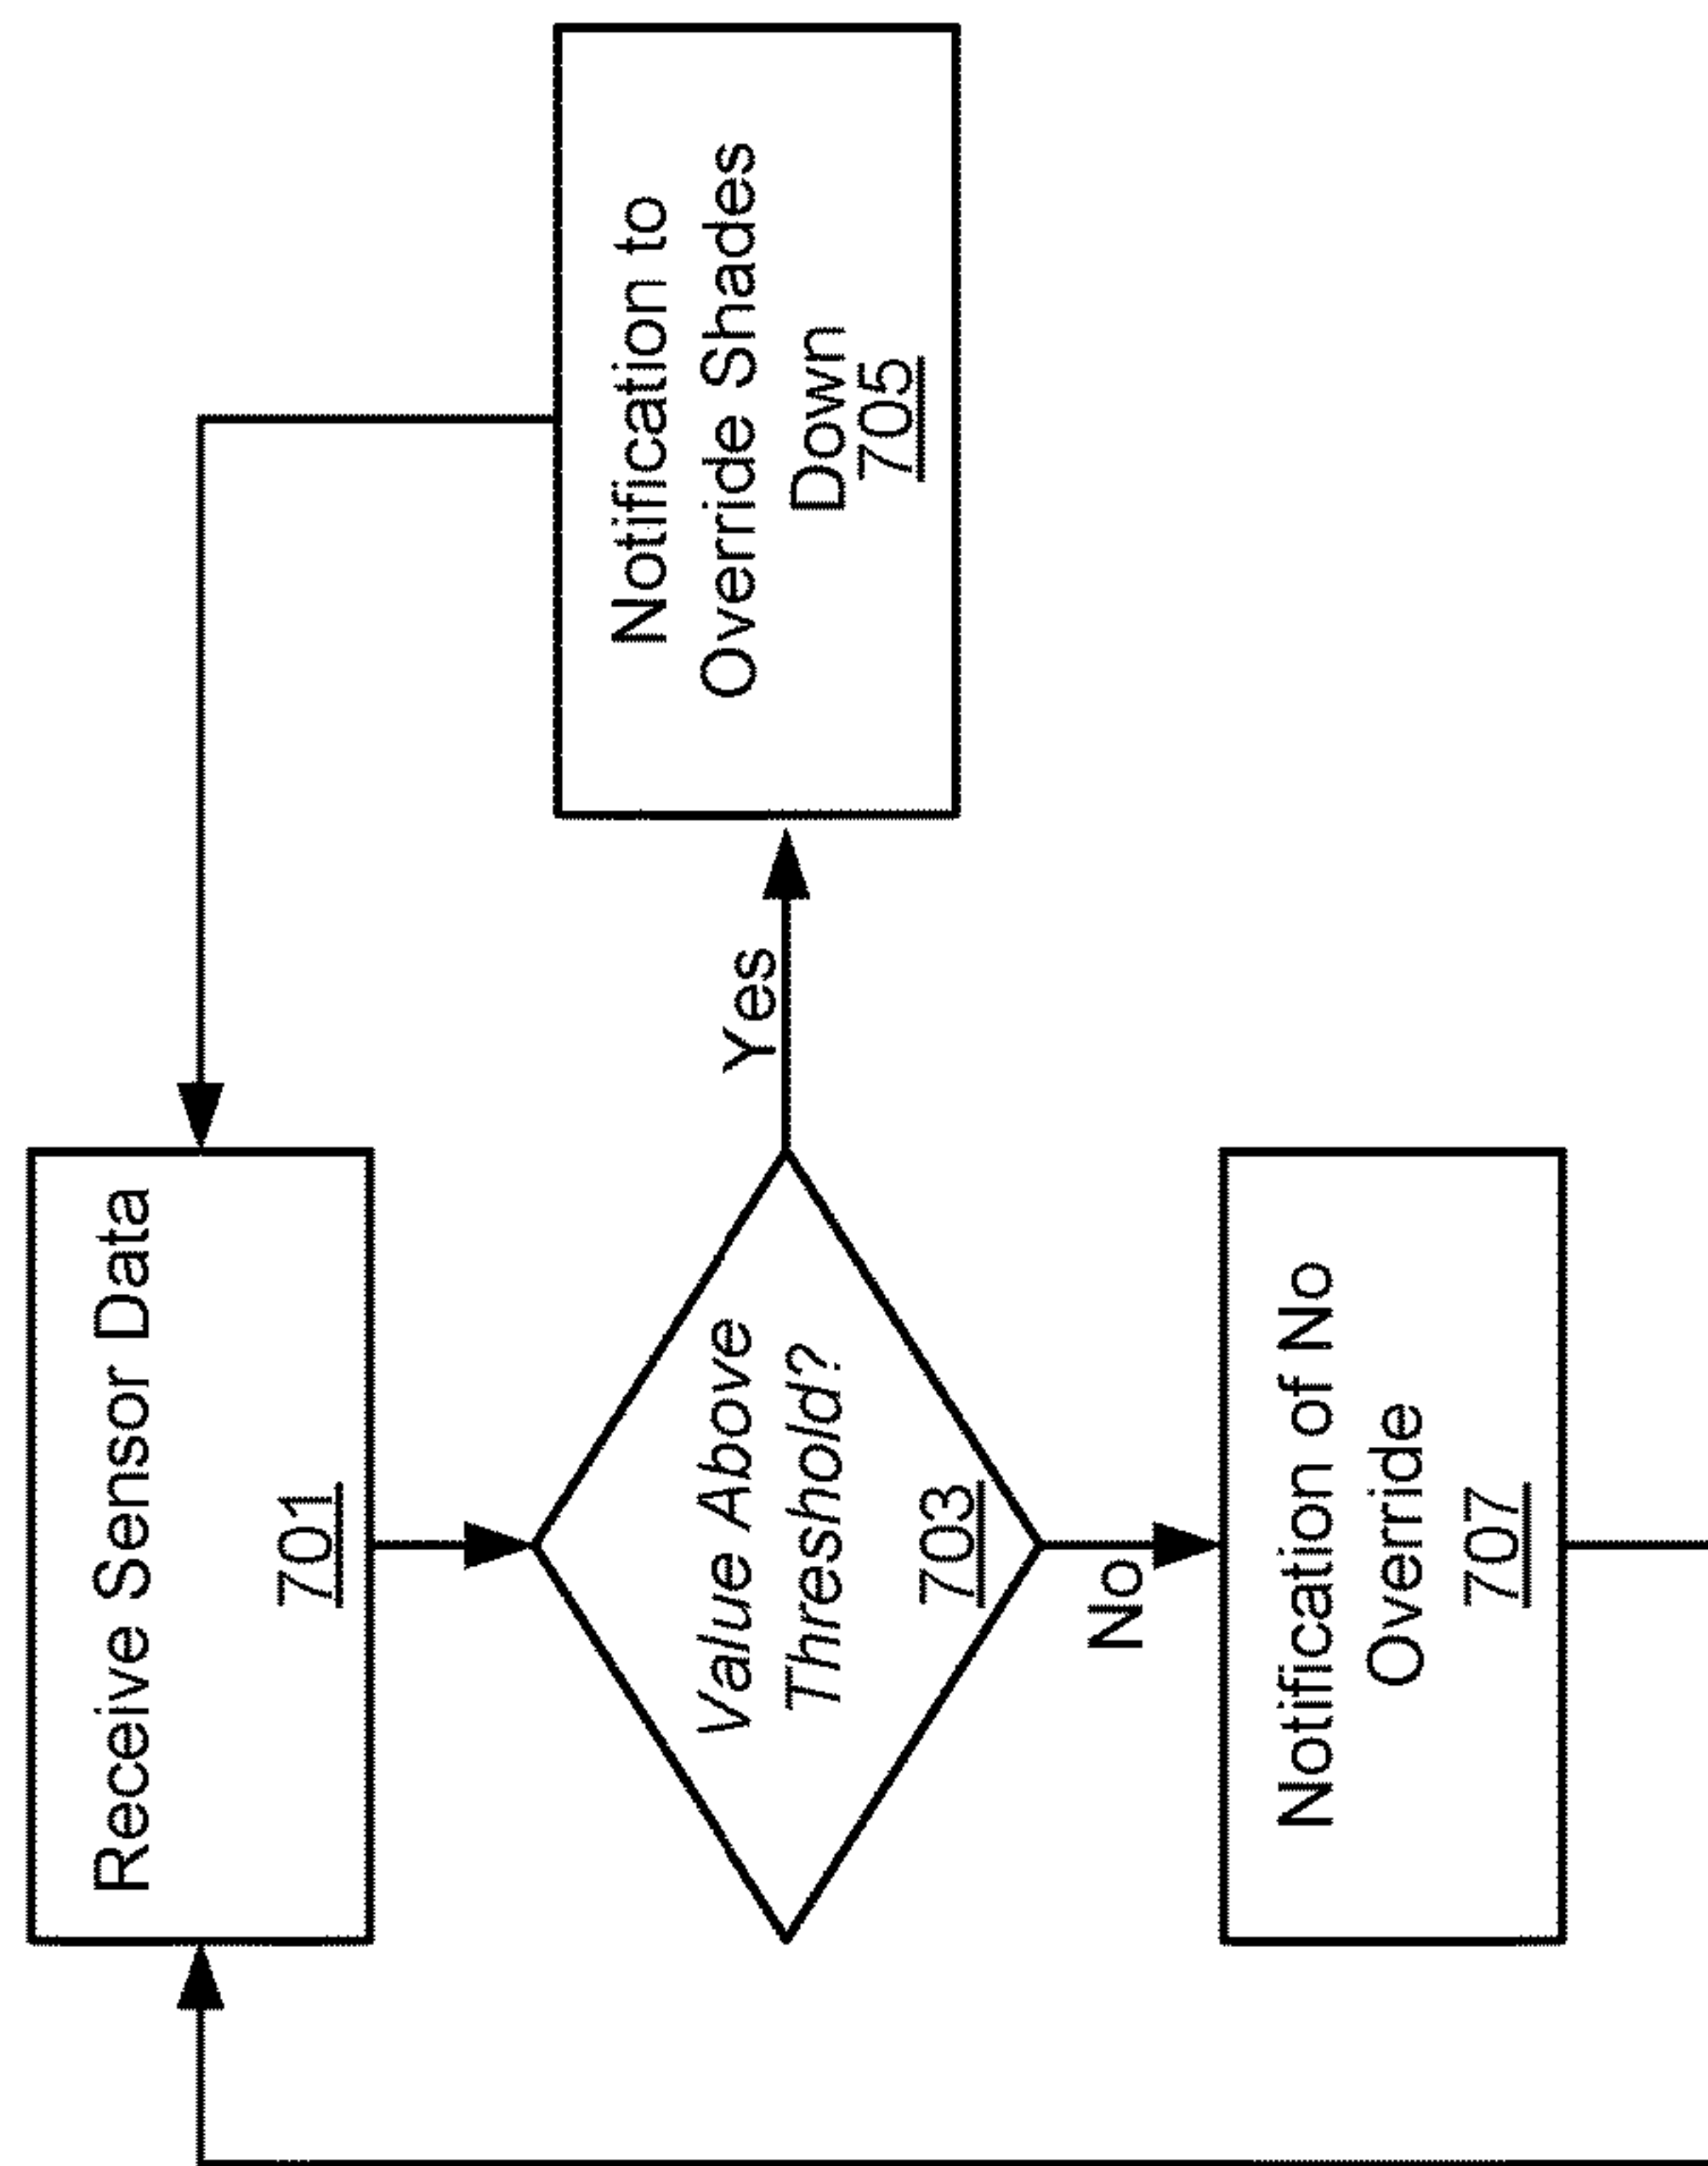 Receive Sensor Data
701
Value Above
Threshold?
703
Yes
Notification to
Override Shades
Down
705
No
Notification of No
Override
707